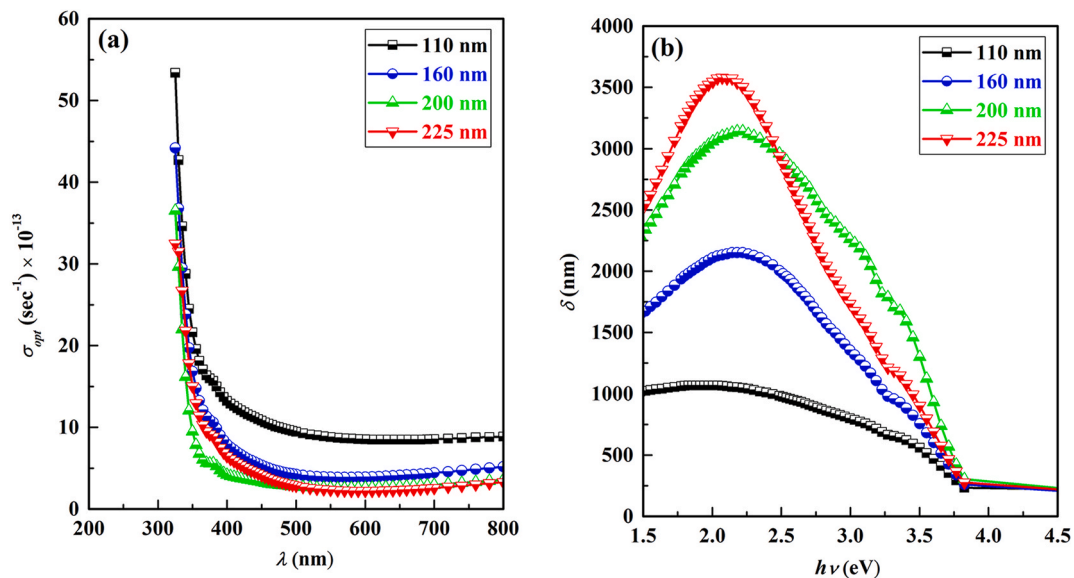 (a)
110 nm
160 nm
200 nm
225 nm
60
50
40
30
20
10
0
σopt (sec⁻¹) × 10⁻¹³
200 300 400 500 600 700 800
λ (nm)
(b)
110 nm
160 nm
200 nm
225 nm
4000
3500
3000
2500
2000
1500
1000
500
0
δ (nm)
1.5 2.0 2.5 3.0 3.5 4.0 4.5
hν (eV)